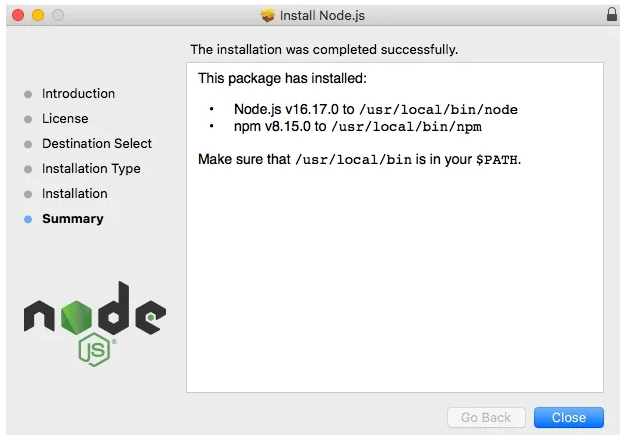 Install Node.js
The installation was completed successfully.
Introduction
License
Destination Select
Installation Type
Installation
Summary
This package has installed:
• Node.js v16.17.0 to /usr/local/bin/node
• npm v8.15.0 to /usr/local/bin/npm
Make sure that /usr/local/bin is in your $PATH.
node
JS®
Go Back
Close